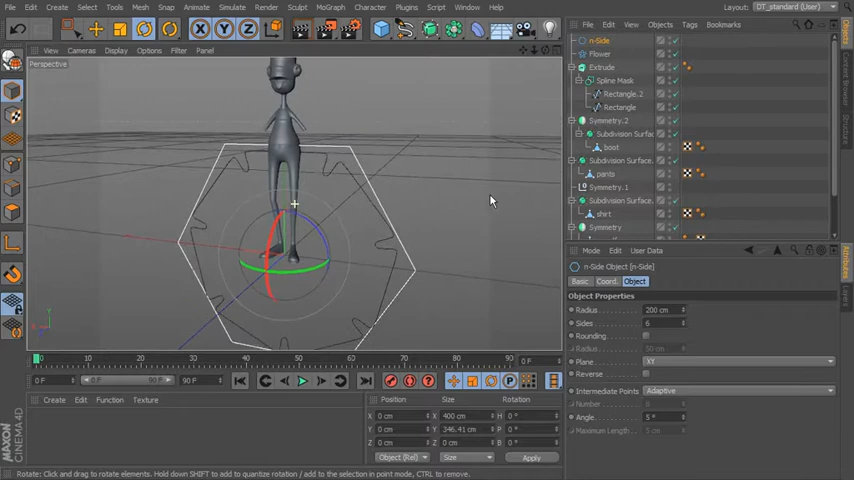 File Edit Create Select Tools Mesh Snap Animate Simulate Render Sculpt MoGraph Character Plugins Script Window Help Layout: DT_standard (User)
File Edit View Objects Tags Bookmarks
View Cameras Display Options Filter Panel
Perspective
n-Side
Flower
Extrude
Spline Mask
Rectangle.2
Rectangle
Symmetry.2
Subdivision Surfac
boot
Subdivision Surface.
pants
Symmetry.1
Subdivision Surface.
shirt
Symmetry
Objects
Content Browser
Structure
Mode Edit User Data
n-Side Object [n-Side]
Basic Coord. Object
Object Properties
Radius 200 cm
Sides 6
Rounding
Radius 50 cm
Plane XY
Reverse
Intermediate Points Adaptive
Number 8
Angle 5 °
Maximum Length 5 cm
Attributes
Layers
X Y Z
Y
0 10 20 30 40 50 60 70 80 90 0 F
0 F 0 F 90 F 90 F
P
Create Edit Function Texture
Position Size Rotation
X 0 cm X 400 cm H 0 °
Y 0 cm Y 346.41 cm P 0 °
Z 0 cm Z 0 cm B 0 °
Object (Rel) Size Apply
MAXON
CINEMA 4D
Rotate: Click and drag to rotate elements. Hold down SHIFT to quantize rotation / add to the selection in point mode, CTRL to remove.